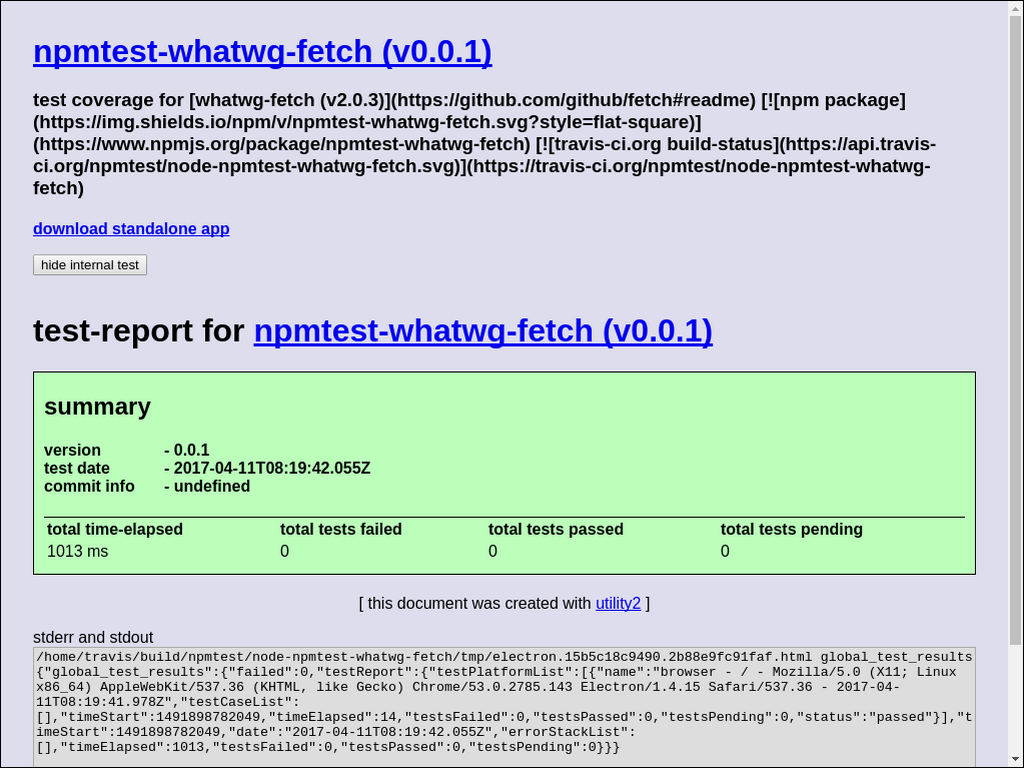 npmtest-whatwg-fetch (v0.0.1)
test coverage for [whatwg-fetch (v2.0.3)](https://github.com/github/fetch#readme) [![npm package]
(https://img.shields.io/npm/v/npmtest-whatwg-fetch.svg?style=flat-square)]
(https://www.npmjs.org/package/npmtest-whatwg-fetch) [![travis-ci.org build-status](https://api.travis-
ci.org/npmtest/node-npmtest-whatwg-fetch.svg)](https://travis-ci.org/npmtest/node-npmtest-whatwg-
fetch)
download standalone app
hide internal test
test-report for npmtest-whatwg-fetch (v0.0.1)
summary
version - 0.0.1
test date - 2017-04-11T08:19:42.055Z
commit info - undefined
total time-elapsed total tests failed total tests passed total tests pending
1013 ms 0 0 0
[ this document was created with utility2 ]
stderr and stdout
/home/travis/build/npmtest/node-npmtest-whatwg-fetch/tmp/electron.15b5c18c9490.2b88e9fc91faf.html global_test_results
{"global_test_results":{"failed":0,"testReport":{"testPlatformList":[{"name":"browser - / - Mozilla/5.0 (X11; Linux
x86_64) AppleWebKit/537.36 (KHTML, like Gecko) Chrome/53.0.2785.143 Electron/1.4.15 Safari/537.36 - 2017-04-
11T08:19:41.978Z","testCaseList":
[],"timeStart":1491898782049,"timeElapsed":14,"testsFailed":0,"testsPassed":0,"testsPending":0,"status":"passed"}],"t
imeStart":1491898782049,"date":"2017-04-11T08:19:42.055Z","errorStackList":
[],"timeElapsed":1013,"testsFailed":0,"testsPassed":0,"testsPending":0}}}